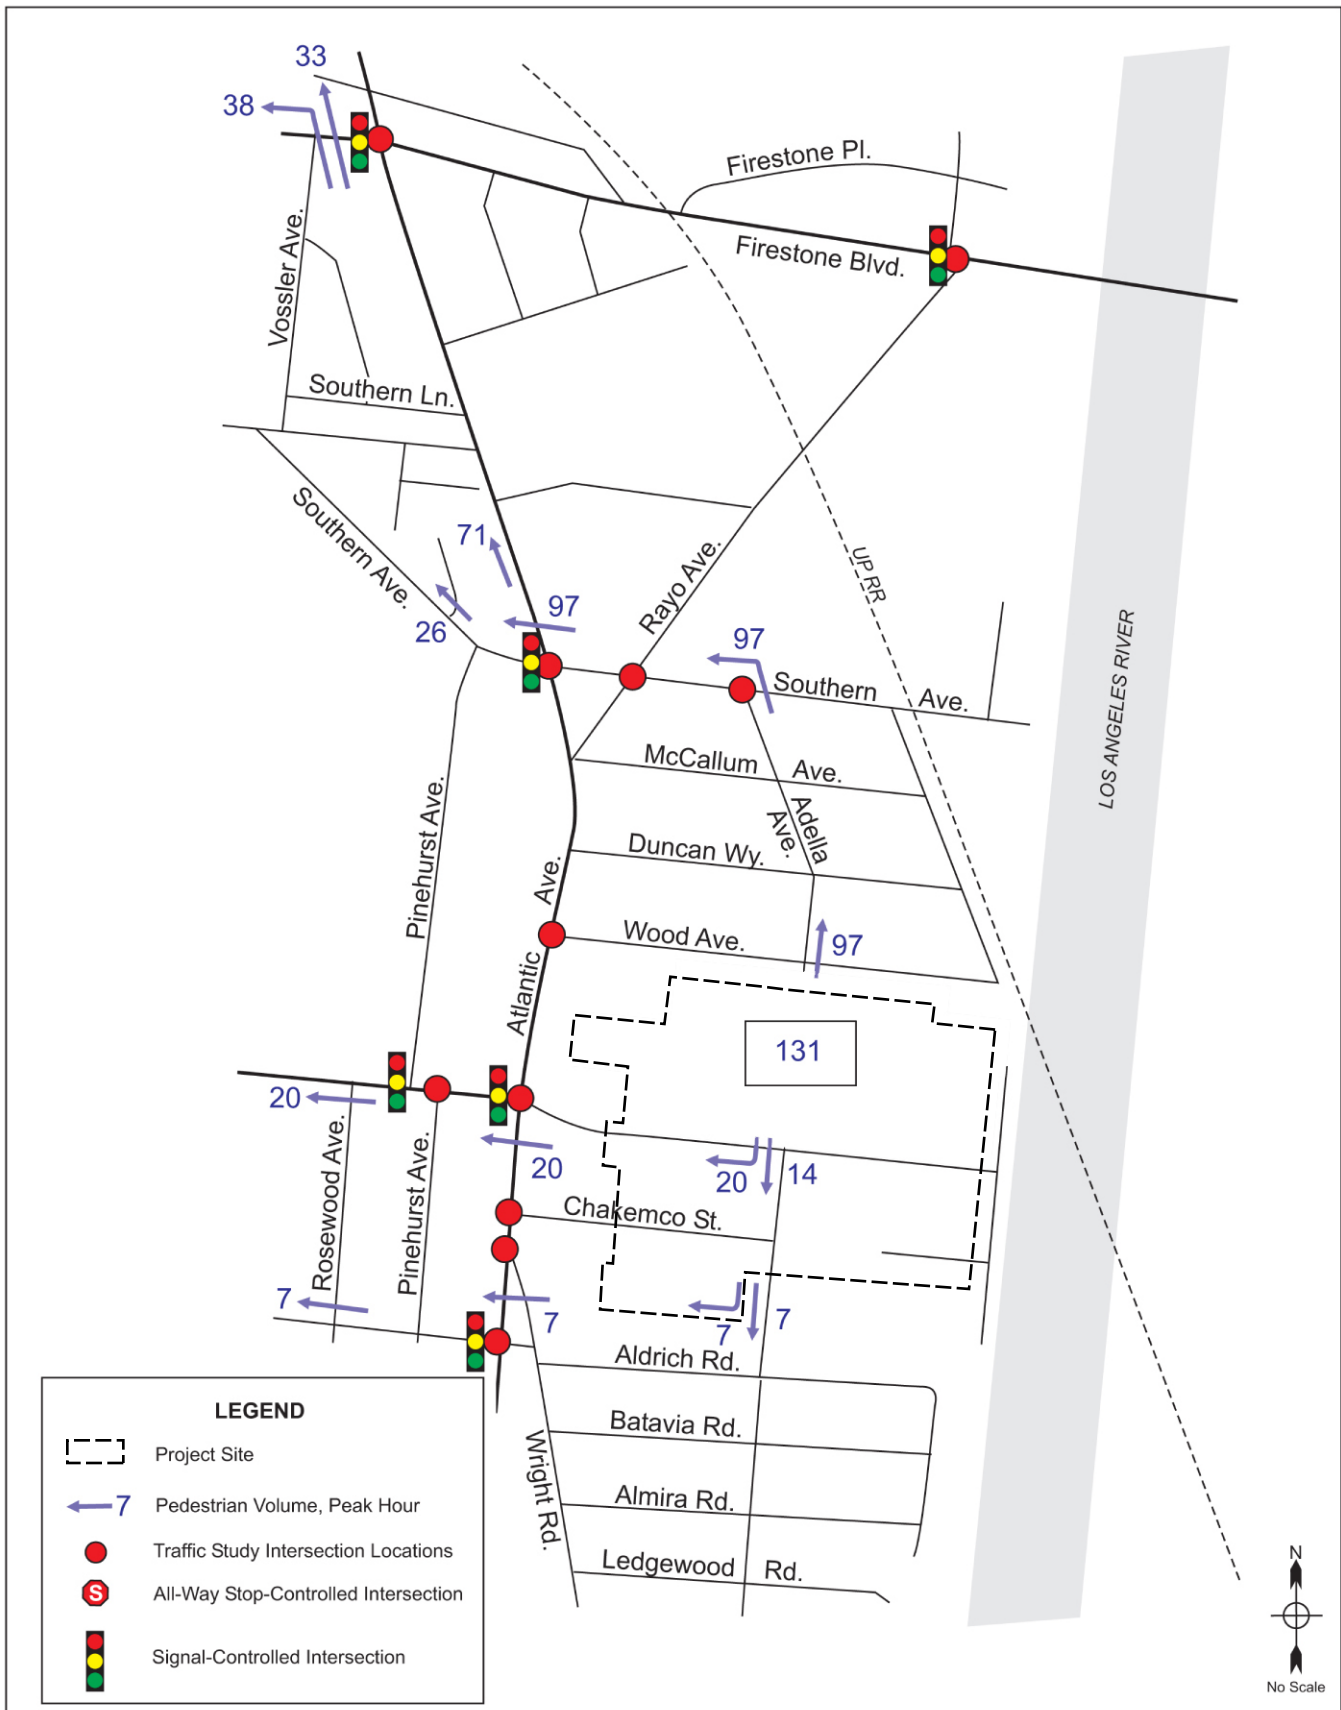 33
38
Firestone Pl.
Firestone Blvd.
Vossler Ave.
Southern Ln.
Southern Ave.
71
97
26
Rayo Ave.
UP RR
97
Southern Ave.
LOS ANGELES RIVER
McCallum Ave.
Adella
Ave.
Pinehurst Ave.
Duncan Wy.
Atlantic Ave.
Wood Ave.
97
131
20
20
20
14
Rosewood Ave.
Pinehurst Ave.
Chakemco St.
7
7
7
7
Aldrich Rd.
Batavia Rd.
Wright Rd.
Almira Rd.
Ledgewood Rd.
LEGEND
Project Site
7 Pedestrian Volume, Peak Hour
Traffic Study Intersection Locations
S All-Way Stop-Controlled Intersection
Signal-Controlled Intersection
N
No Scale